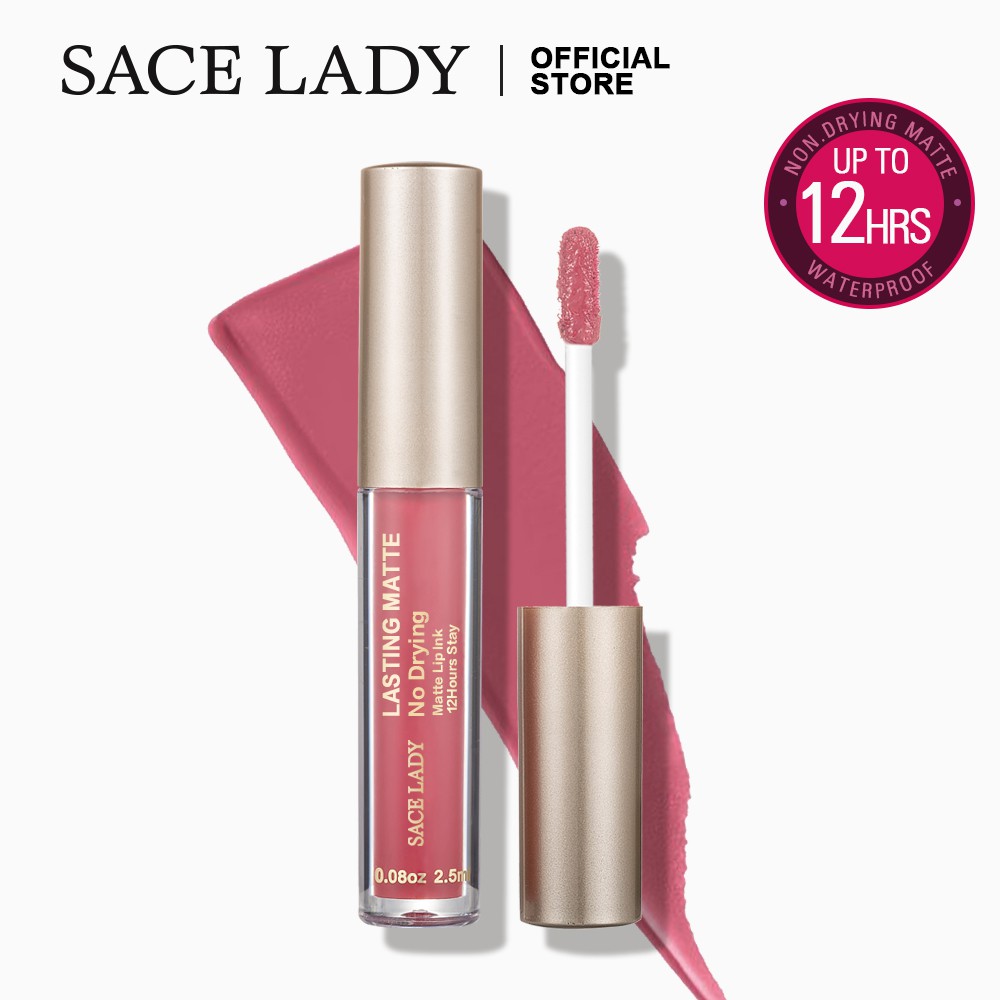 SACE LADY
OFFICIAL
STORE
NON.DRYING MATTE
UP TO
12HRS
WATERPROOF
LASTING MATTE
No Drying
Matte Lip Ink
12Hours Stay
SACE LADY
0.08oz 2.5m